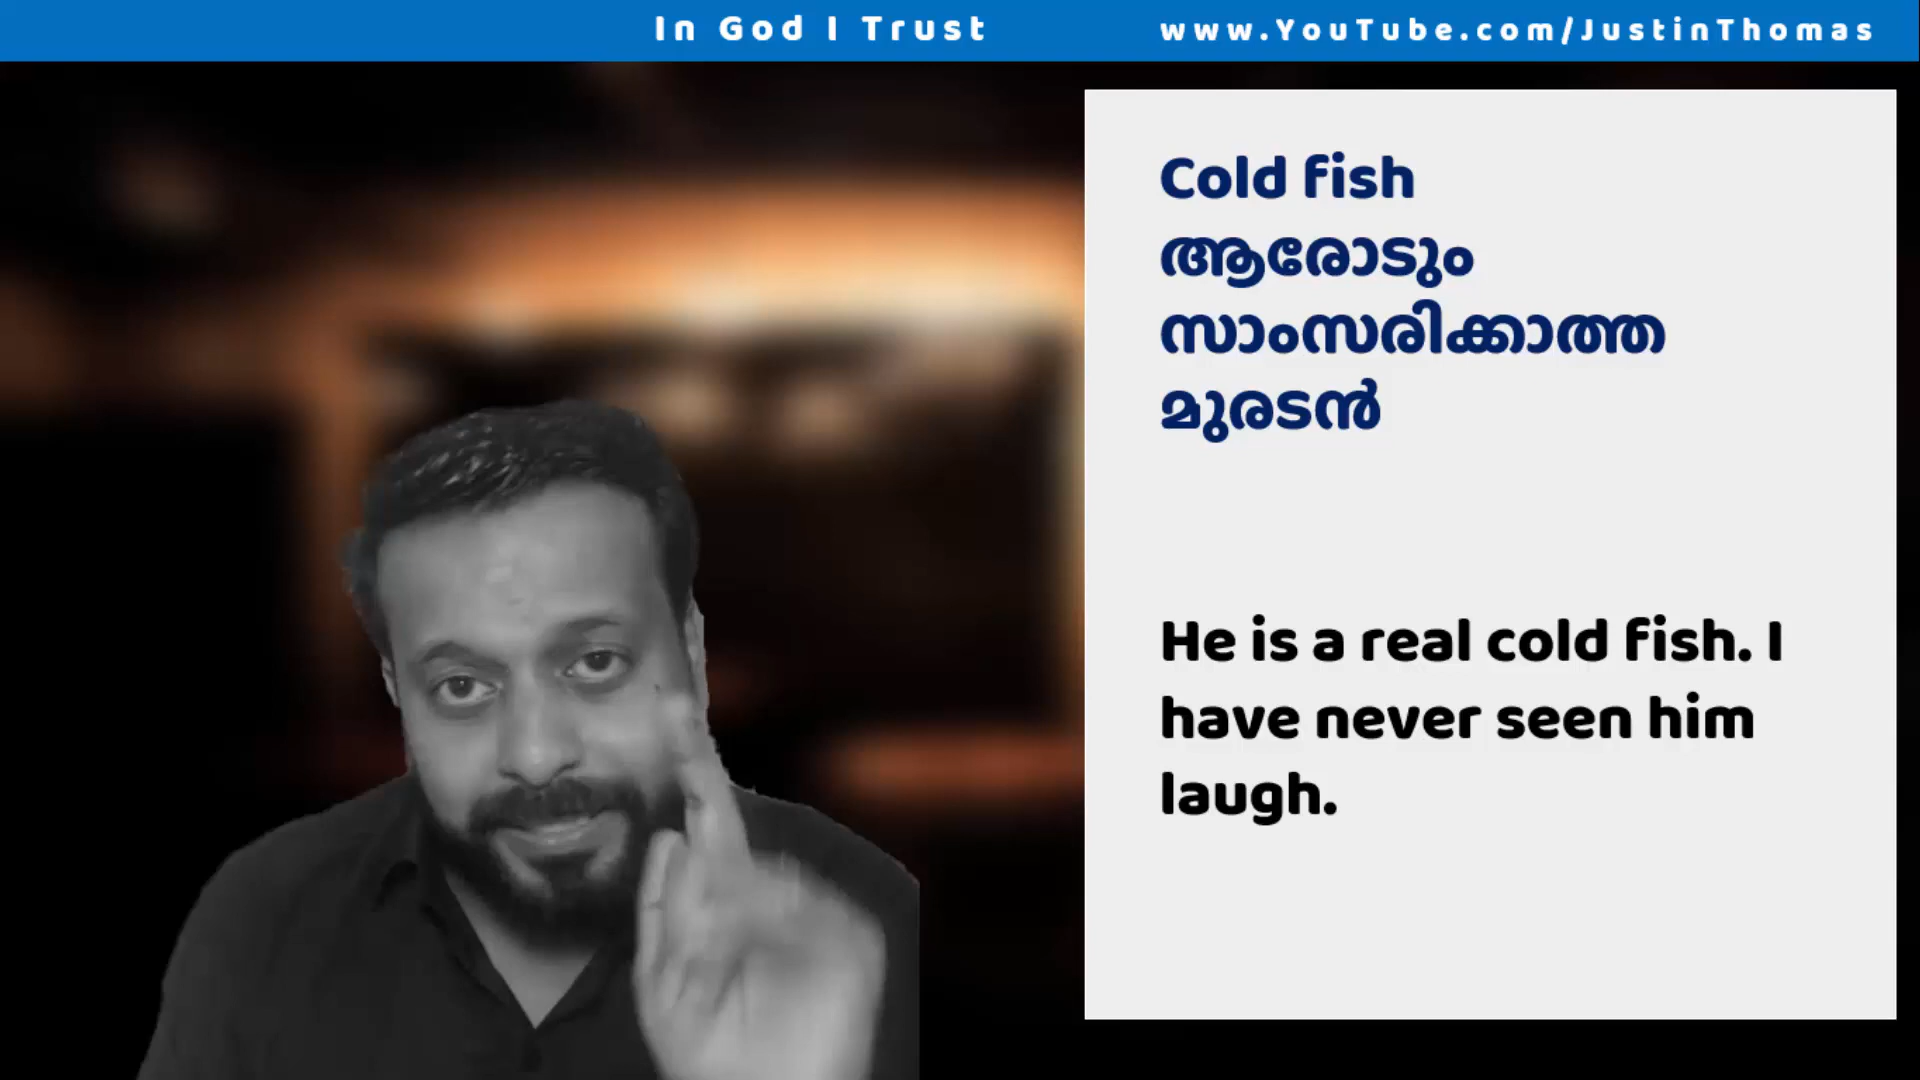 In God I Trust
www.YouTube.com/JustinThomas
Cold fish
ആരോടും
സാംസരിക്കാത്ത
മുരടൻ
He is a real cold fish. I
have never seen him
laugh.